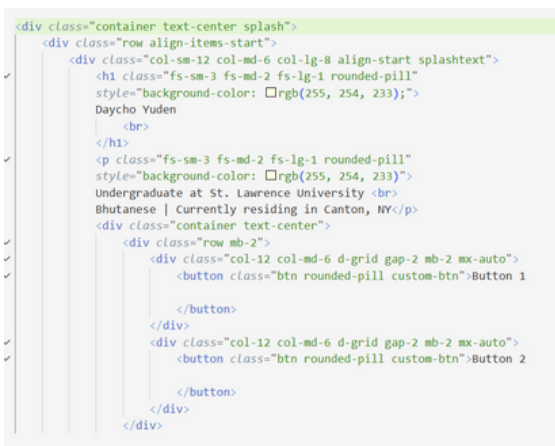 <div class="container text-center splash">
<div class="row align-items-start">
<div class="col-sm-12 col-md-6 col-lg-8 align-start splashtext">
<h1 class="fs-sm-3 fs-md-2 fs-lg-1 rounded-pill"
style="background-color: rgb(255, 254, 233);">
Daycho Yuden
<br>
</h1>
<p class="fs-sm-3 fs-md-2 fs-lg-1 rounded-pill"
style="background-color: rgb(255, 254, 233)">
Undergraduate at St. Lawrence University <br>
Bhutanese | Currently residing in Canton, NY</p>
<div class="container text-center">
<div class="row mb-2">
<div class="col-12 col-md-6 d-grid gap-2 mb-2 mx-auto">
<button class="btn rounded-pill custom-btn">Button 1
</button>
</div>
<div class="col-12 col-md-6 d-grid gap-2 mb-2 mx-auto">
<button class="btn rounded-pill custom-btn">Button 2
</button>
</div>
</div>